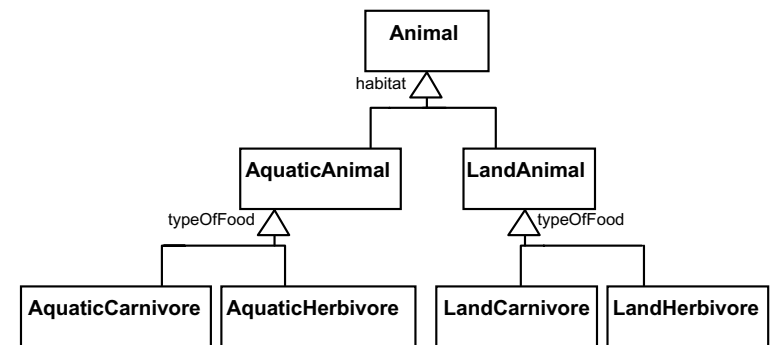 Animal
habitat
AquaticAnimal
LandAnimal
typeOfFood
typeOfFood
AquaticCarnivore
AquaticHerbivore
LandCarnivore
LandHerbivore